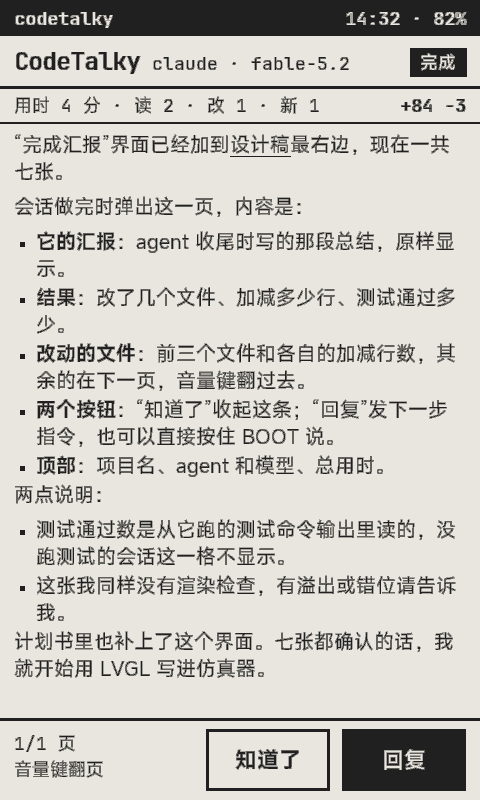 codetalky 14:32 · 82%
CodeTalky claude · fable-5.2 完成
用时 4 分 · 读 2 · 改 1 · 新 1 +84 -3
“完成汇报”界面已经加到设计稿最右边，现在一共
七张。
会话做完时弹出这一页，内容是：
▪ 它的汇报：agent 收尾时写的那段总结，原样显
示。
▪ 结果：改了几个文件、加减多少行、测试通过多
少。
▪ 改动的文件：前三个文件和各自的加减行数，其
余的在下一页，音量键翻过去。
▪ 两个按钮：“知道了”收起这条；“回复”发下一步
指令，也可以直接按住 BOOT 说。
▪ 顶部：项目名、agent 和模型、总用时。
两点说明：
▪ 测试通过数是从它跑的测试命令输出里读的，没
跑测试的会话这一格不显示。
▪ 这张我同样没有渲染检查，有溢出或错位请告诉
我。
计划书里也补上了这个界面。七张都确认的话，我
就开始用 LVGL 写进仿真器。
1/1 页
音量键翻页
知道了
回复